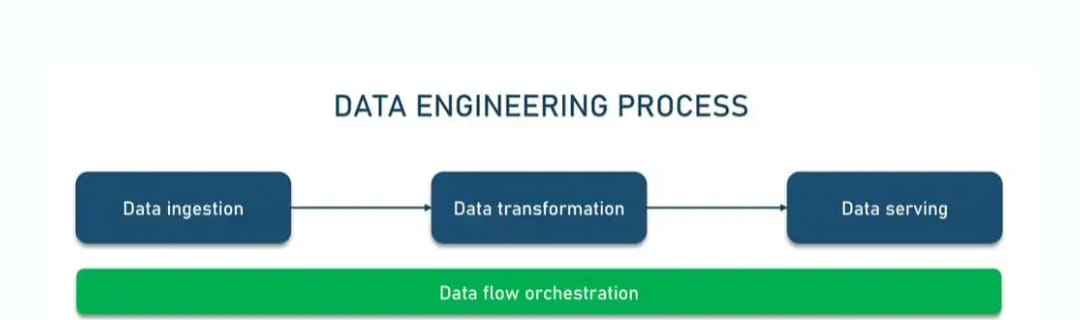 DATA ENGINEERING PROCESS
Data ingestion
Data transformation
Data serving
Data flow orchestration